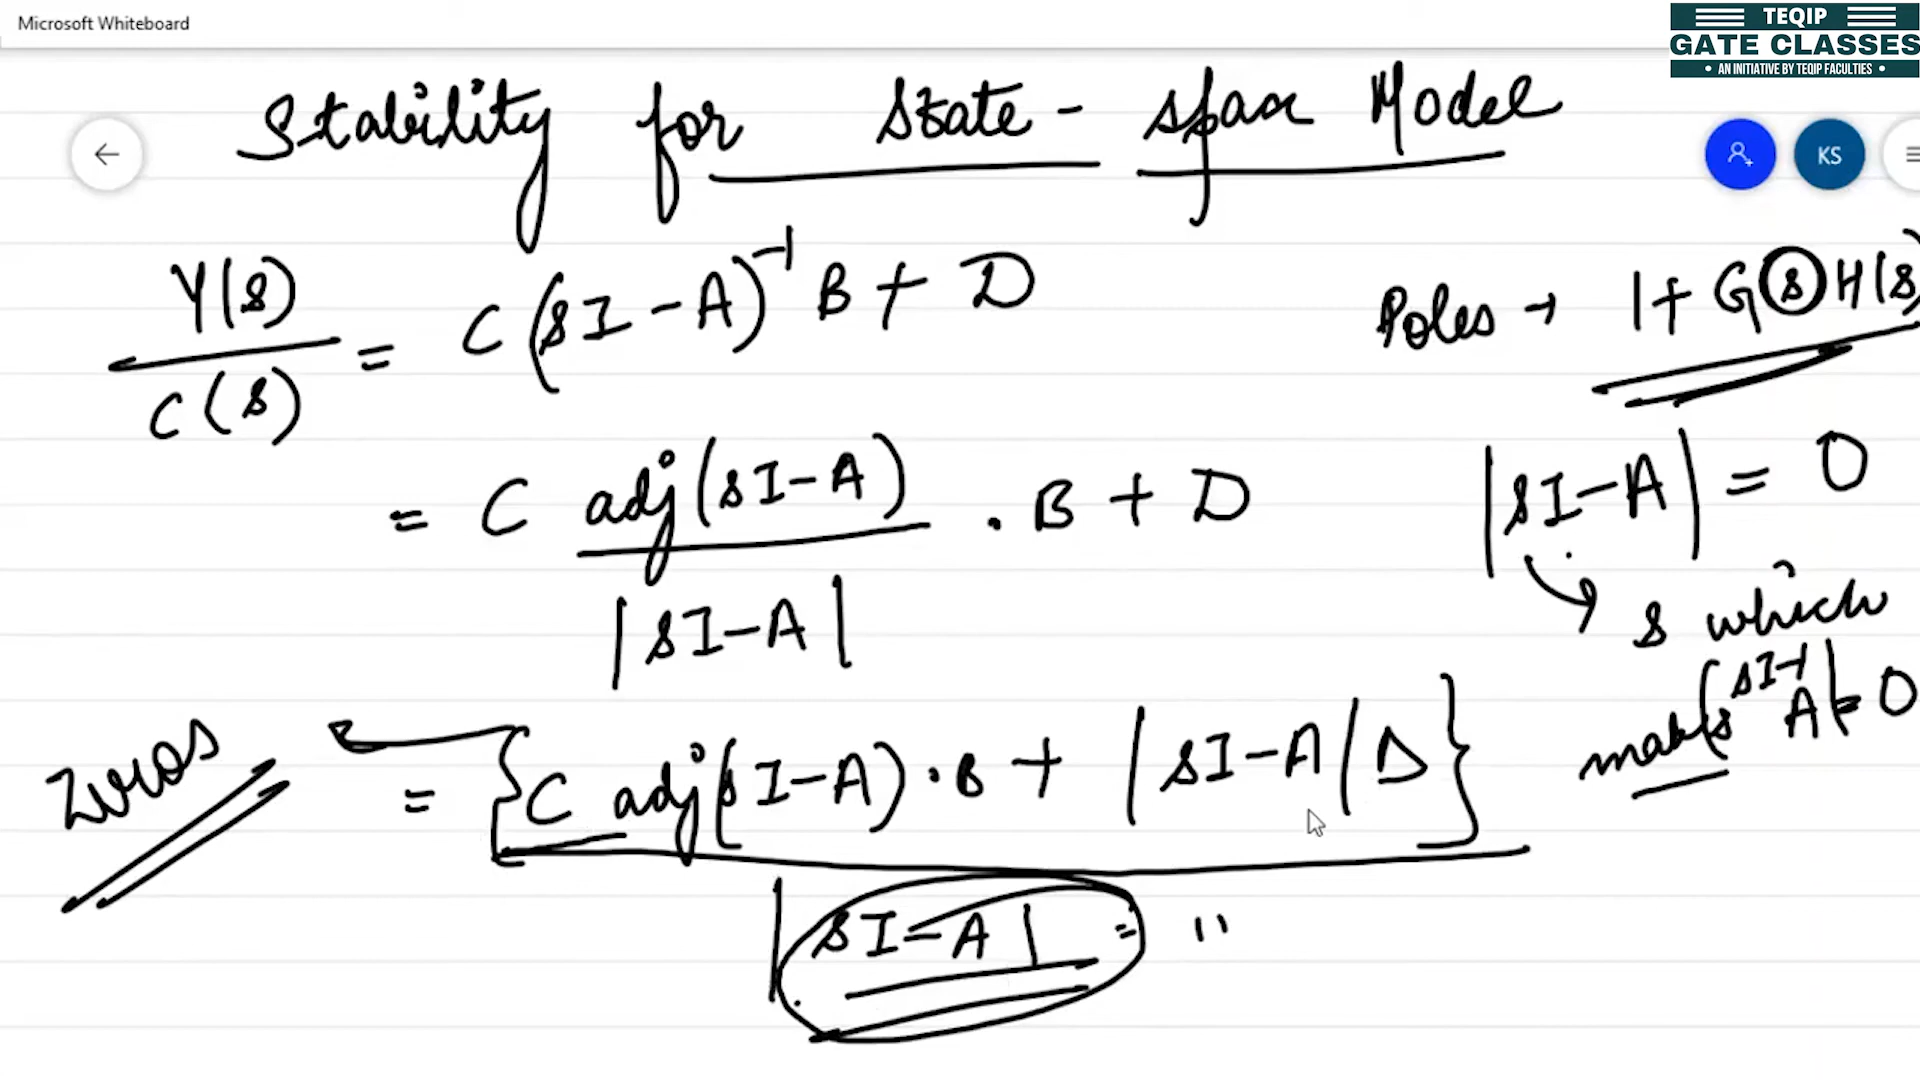 Microsoft Whiteboard
TEQIP
GATE CLASSES
• AN INITIATIVE BY TEQIP FACULTIES •
Stability for State - space Model
KS
Y(s) / C(s) = C(sI-A)^-1 B + D
Poles → 1+G(s)H(s)
= C adj(sI-A) / |sI-A| . B + D
|sI-A| = 0
s which
makes |sI-A| = 0
Zeros
= {C adj(sI-A) . B + |sI-A| D}
|sI-A| = "